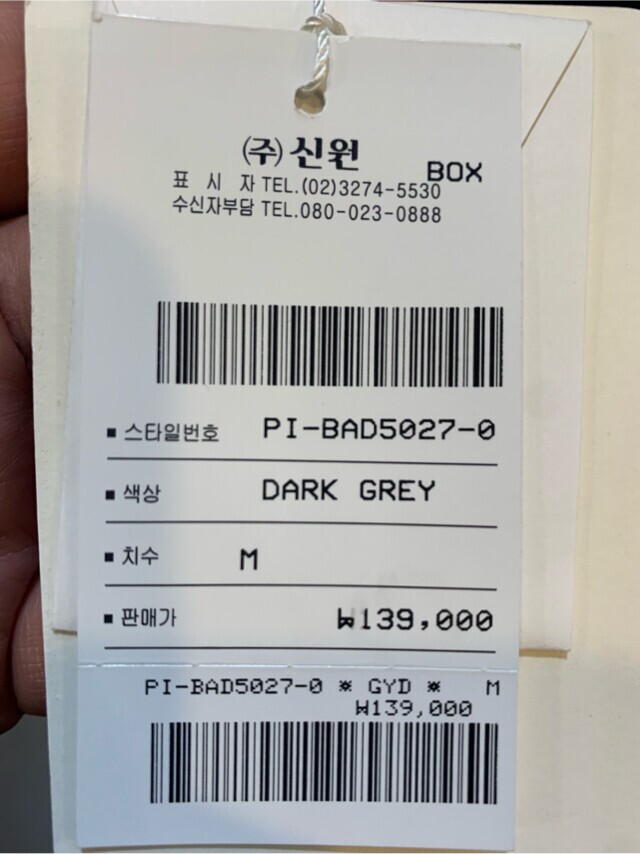 (주)신원
BOX
표 시 자 TEL.(02)3274-5530
수신자부담 TEL.080-023-0888
■ 스타일번호 PI-BAD5027-0
■ 색상 DARK GREY
■ 치수 M
■ 판매가 ₩139,000
PI-BAD5027-0 * GYD * M
₩139,000